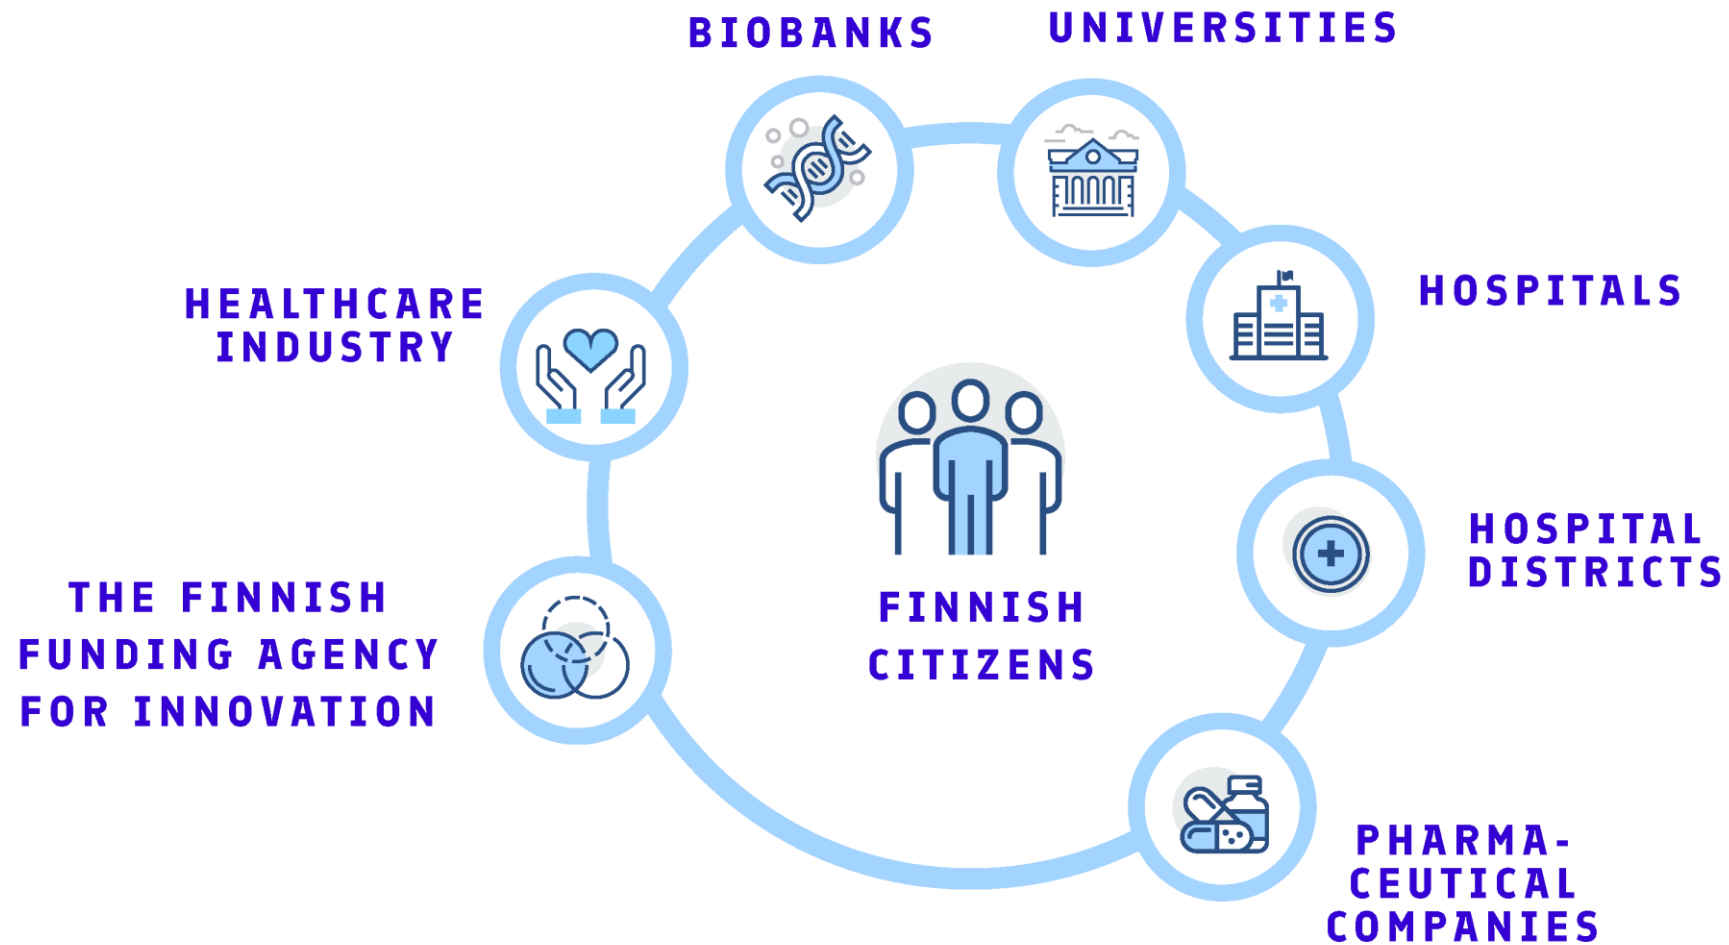 BIOBANKS
UNIVERSITIES
HEALTHCARE
INDUSTRY
HOSPITALS
HOSPITAL
DISTRICTS
THE FINNISH
FUNDING AGENCY
FOR INNOVATION
FINNISH
CITIZENS
PHARMA-
CEUTICAL
COMPANIES